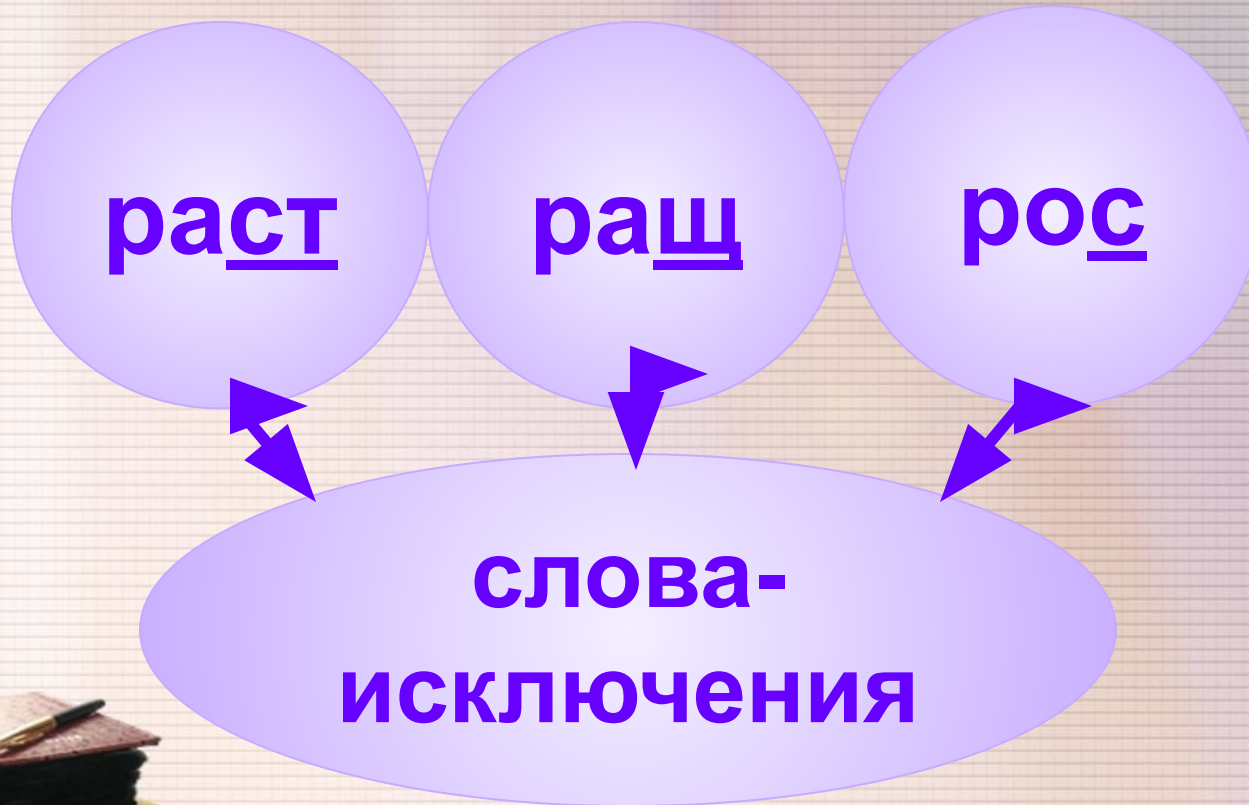 раст
ращ
рос
слова-
исключения